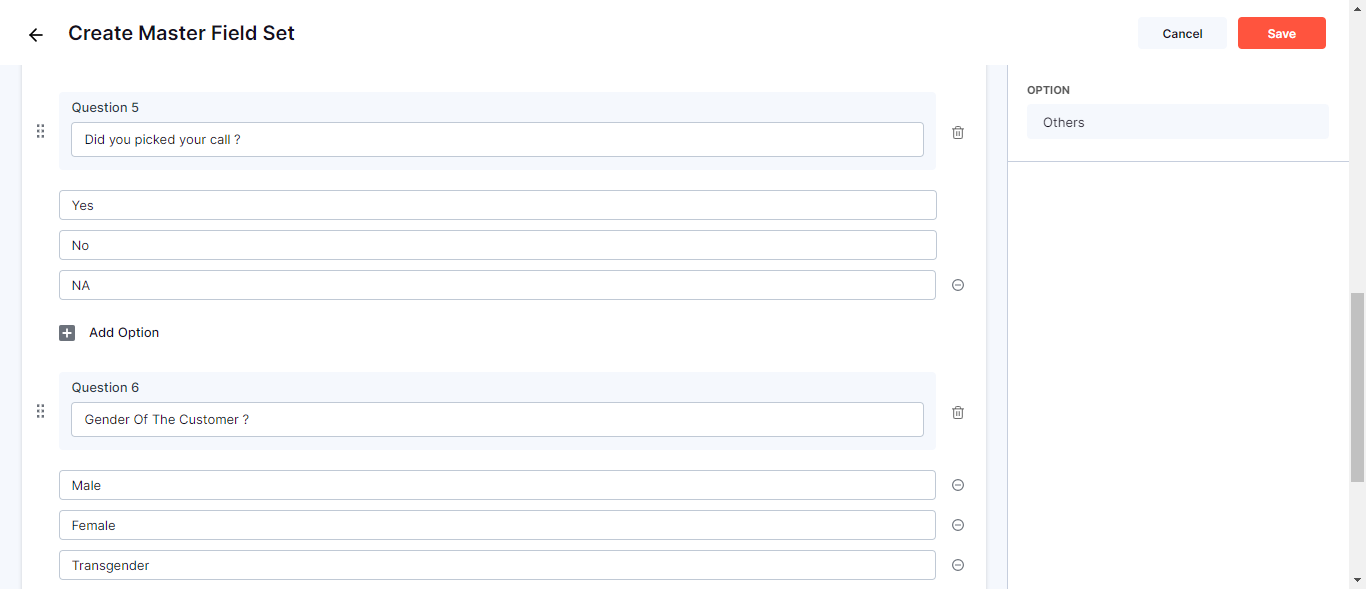 Create Master Field Set
Cancel
Save
Question 5
Did you picked your call ?
Yes
No
NA
Add Option
Question 6
Gender Of The Customer ?
Male
Female
Transgender
OPTION
Others